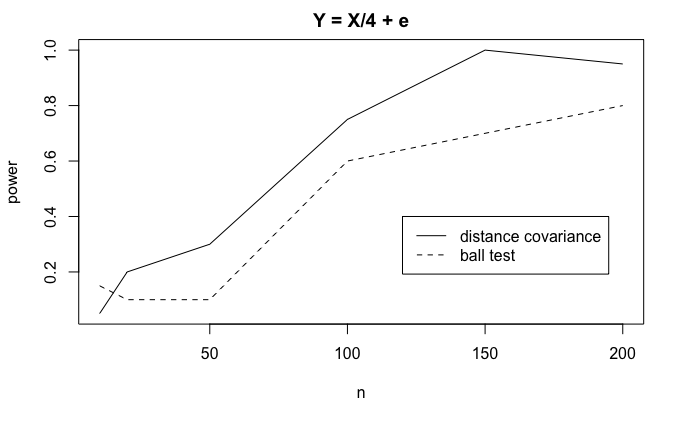 Y = X/4 + e
power
1.0
0.8
0.6
0.4
0.2
distance covariance
ball test
50 100 150 200
n